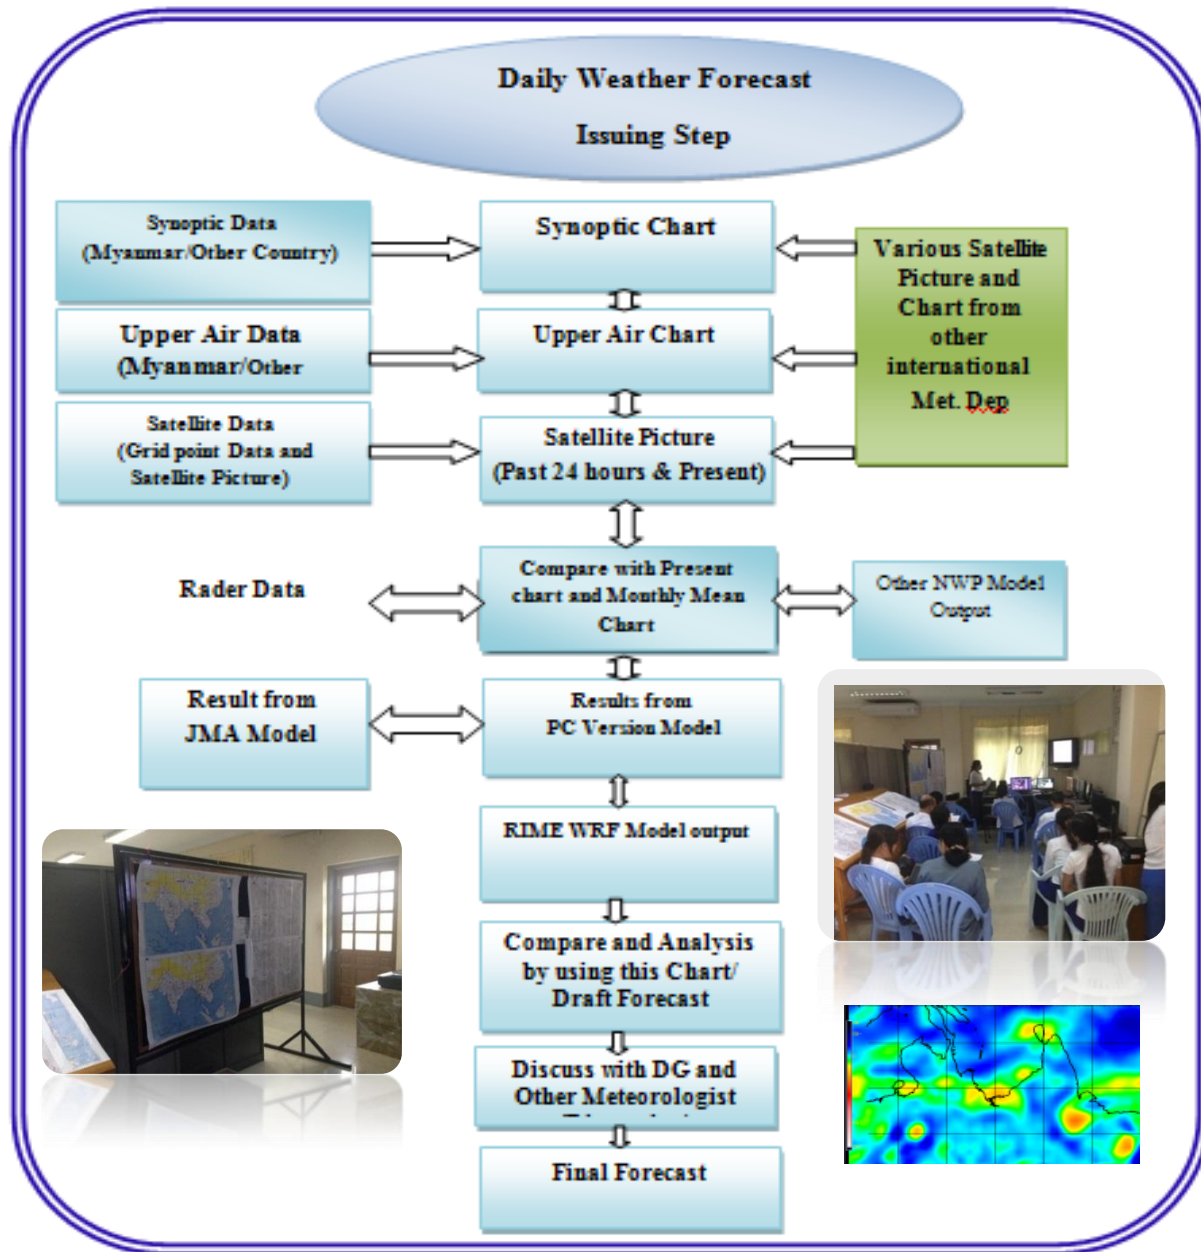 Daily Weather Forecast
Issuing Step
Synoptic Data
(Myanmar/Other Country)
Synoptic Chart
Various Satellite
Picture and
Chart from
other
international
Met. Dep
Upper Air Data
(Myanmar/Other
Upper Air Chart
Satellite Data
(Grid point Data and
Satellite Picture)
Satellite Picture
(Past 24 hours & Present)
Rader Data
Compare with Present
chart and Monthly Mean
Chart
Other NWP Model
Output
Result from
JMA Model
Results from
PC Version Model
RIME WRF Model output
Compare and Analysis
by using this Chart/
Draft Forecast
Discuss with DG and
Other Meteorologist
Final Forecast